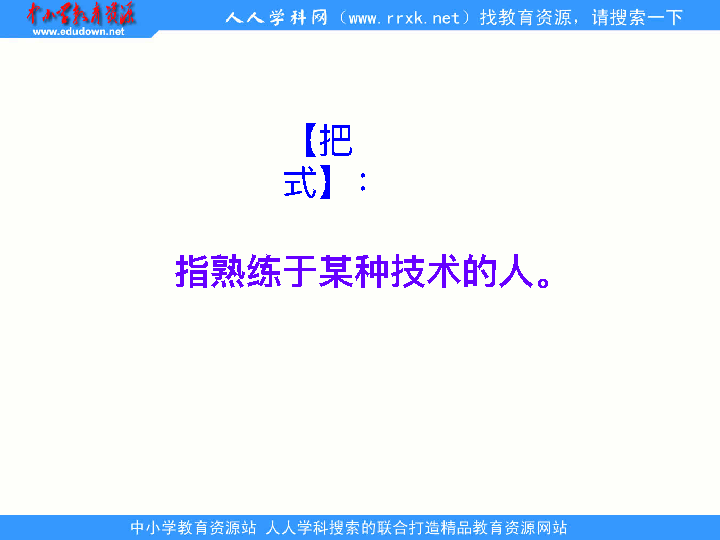 中小学教育资源
www.edudown.net
人人学科网（www.rrxk.net）找教育资源，请搜索一下
【把
式】：
指熟练于某种技术的人。
中小学教育资源站 人人学科搜索的联合打造精品教育资源网站